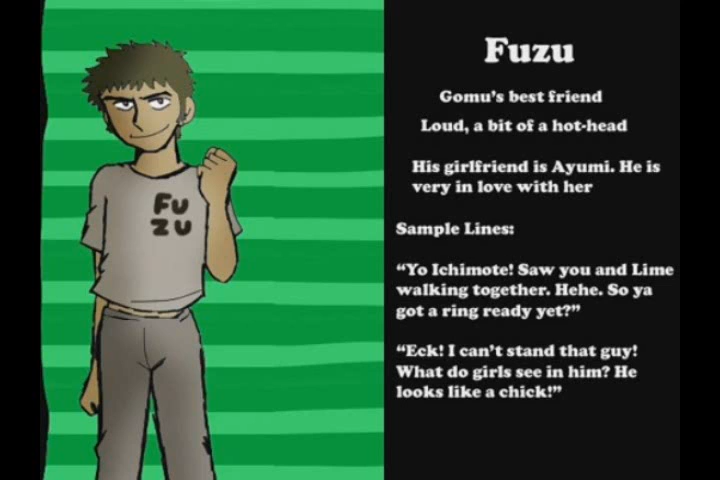 FU
ZU
Fuzu
Gomu's best friend
Loud, a bit of a hot-head
His girlfriend is Ayumi. He is
very in love with her
Sample Lines:
“Yo Ichimote! Saw you and Lime
walking together. Hehe. So ya
got a ring ready yet?”
“Eck! I can't stand that guy!
What do girls see in him? He
looks like a chick!”